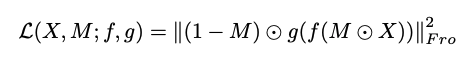 ℒ(X, M; f, g) = ‖(1 − M) ⊙ g(f(M ⊙ X))‖²_Fro